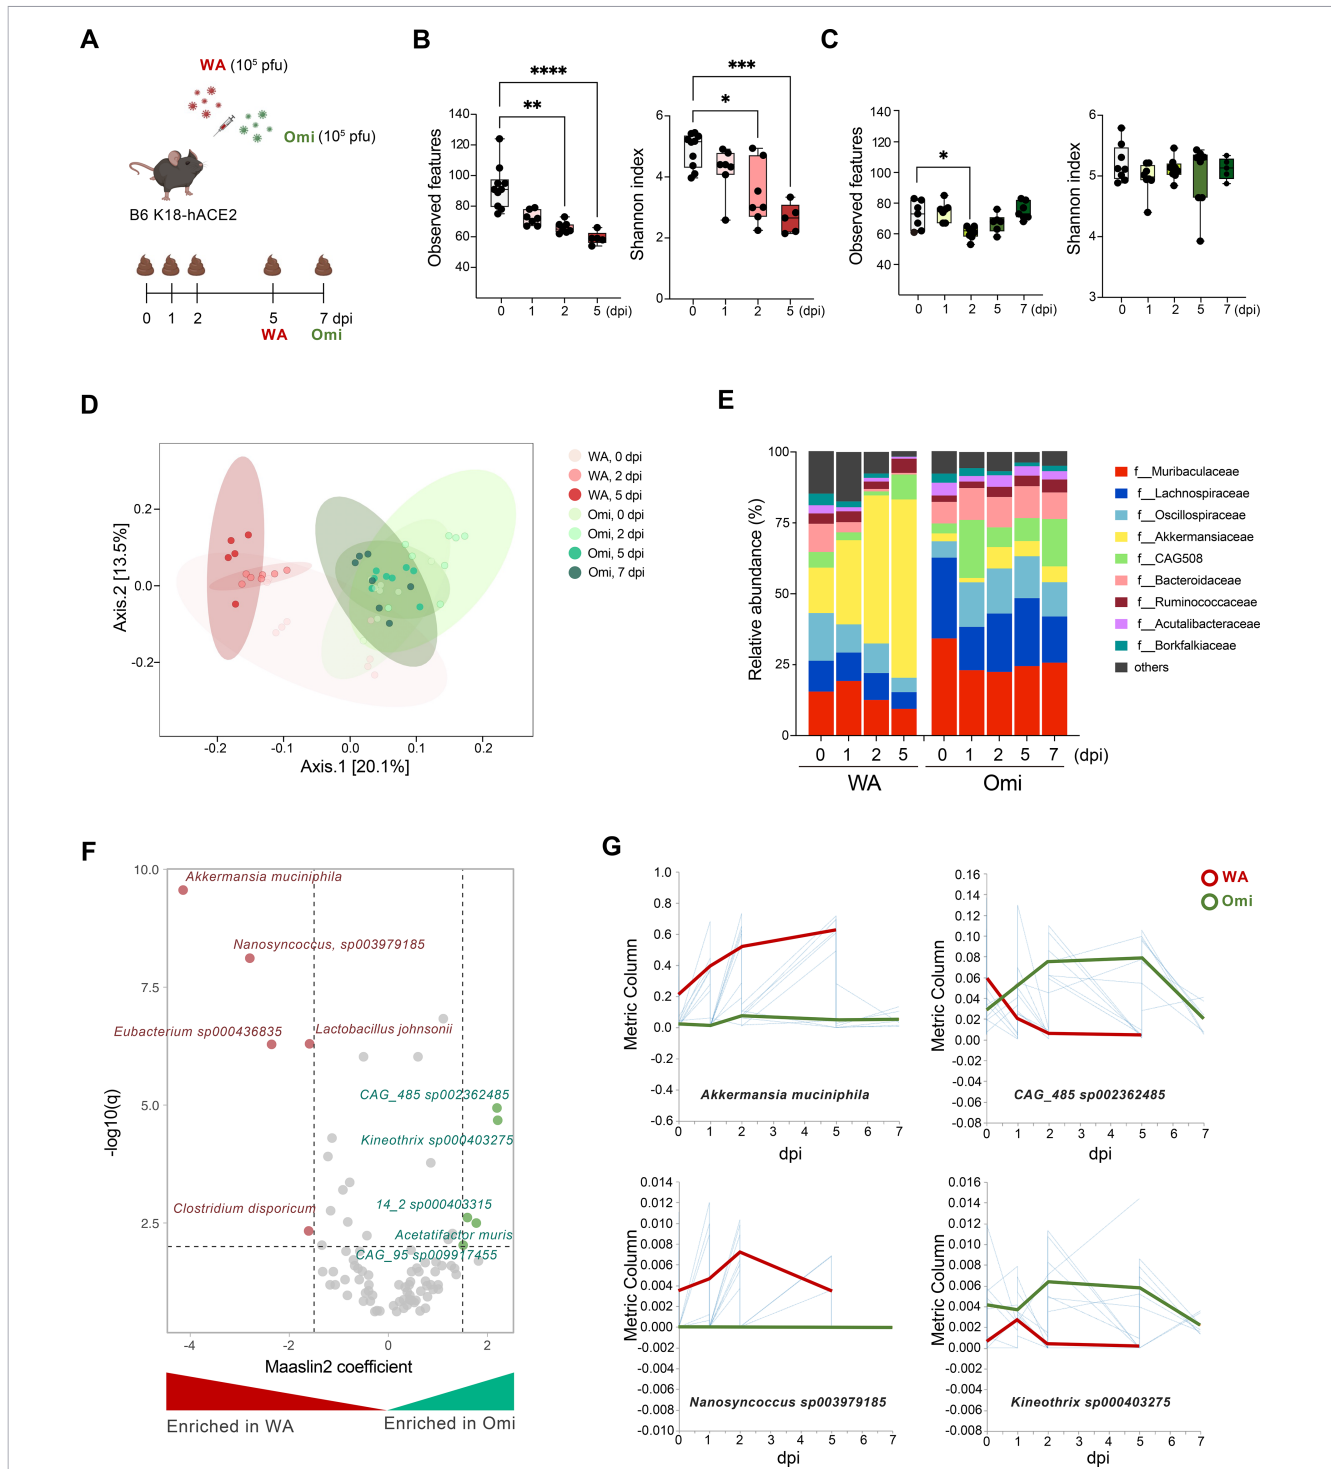 A
WA (10⁵ pfu)
Omi (10⁵ pfu)
B6 K18-hACE2
0 1 2 5 7 dpi
WA Omi
B
Observed features
140
120
100
80
60
40
**** 
**
0 1 2 5 (dpi)
Shannon index
6
4
2
0
***
*
0 1 2 5 (dpi)
C
Observed features
140
120
100
80
60
40
*
0 1 2 5 7 (dpi)
Shannon index
6
5
4
3
0 1 2 5 7 (dpi)
D
Axis.2 [13.5%]
0.2
0.0
-0.2
-0.2 -0.1 0.0 0.1 0.2
Axis.1 [20.1%]
WA, 0 dpi
WA, 2 dpi
WA, 5 dpi
Omi, 0 dpi
Omi, 2 dpi
Omi, 5 dpi
Omi, 7 dpi
E
Relative abundance (%)
100
75
50
25
0
0 1 2 5 0 1 2 5 7 (dpi)
WA Omi
f__Muribaculaceae
f__Lachnospiraceae
f__Oscillospiraceae
f__Akkermansiaceae
f__CAG508
f__Bacteroidaceae
f__Ruminococcaceae
f__Acutalibacteraceae
f__Borkfalkiaceae
others
F
-log10(q)
10.0
7.5
5.0
2.5
Akkermansia muciniphila
Nanosyncoccus, sp003979185
Eubacterium sp000436835
Lactobacillus johnsonii
CAG_485 sp002362485
Kineothrix sp000403275
14_2 sp000403315
Clostridium disporicum
Acetatifactor muris
CAG_95 sp009917455
-4 -2 0 2
Maaslin2 coefficient
Enriched in WA
Enriched in Omi
G
WA
Omi
Metric Column
1.0
0.8
0.6
0.4
0.2
0.0
-0.2
-0.4
-0.6
Akkermansia muciniphila
0 1 2 3 4 5 6 7
dpi
Metric Column
0.16
0.14
0.12
0.10
0.08
0.06
0.04
0.02
0.00
-0.02
-0.04
-0.06
-0.08
CAG_485 sp002362485
0 1 2 3 4 5 6 7
dpi
Metric Column
0.014
0.012
0.010
0.008
0.006
0.004
0.002
0.000
-0.002
-0.004
-0.006
-0.008
-0.010
Nanosyncoccus sp003979185
0 1 2 3 4 5 6 7
dpi
Metric Column
0.016
0.014
0.012
0.010
0.008
0.006
0.004
0.002
0.000
-0.002
-0.004
-0.006
-0.008
Kineothrix sp000403275
0 1 2 3 4 5 6 7
dpi